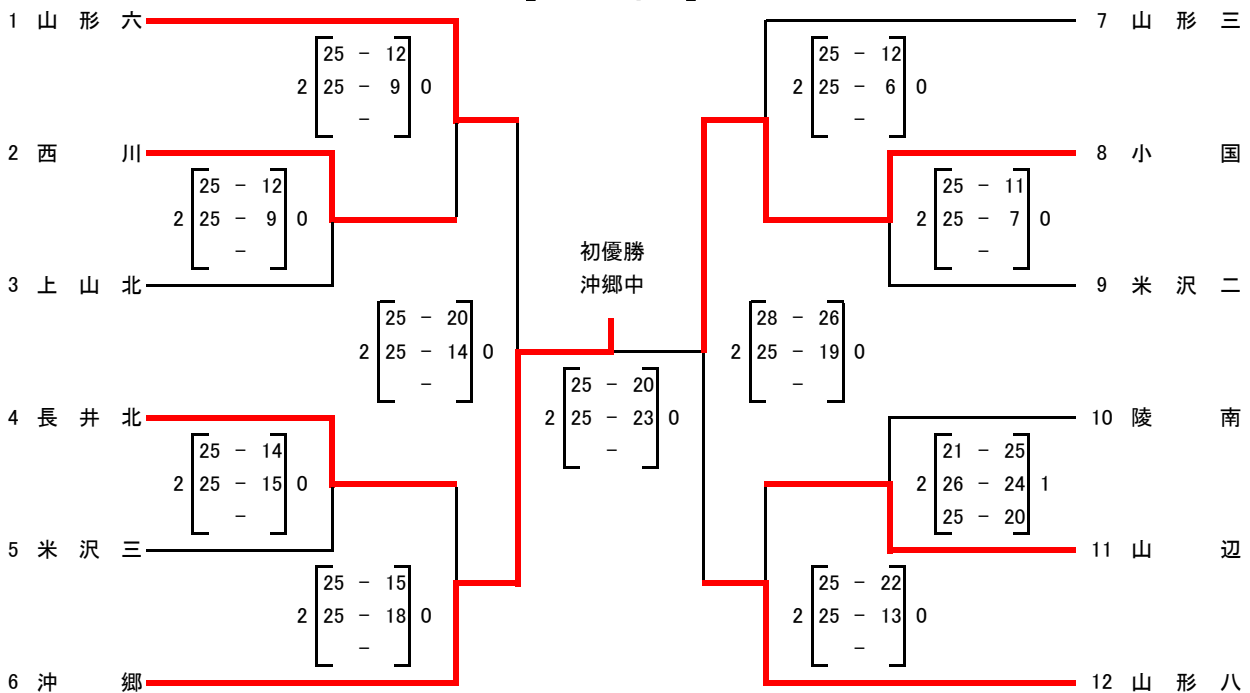 1 山 形 六
7 山 形 三
25 - 12
2 25 - 9 0
-
25 - 12
2 25 - 6 0
-
2 西 川
8 小 国
25 - 12
2 25 - 9 0
-
25 - 11
2 25 - 7 0
-
初優勝
沖郷中
3 上 山 北
9 米 沢 二
25 - 20
2 25 - 14 0
-
28 - 26
2 25 - 19 0
-
25 - 20
2 25 - 23 0
-
4 長 井 北
10 陵 南
25 - 14
2 25 - 15 0
-
21 - 25
2 26 - 24 1
25 - 20
5 米 沢 三
11 山 辺
25 - 15
2 25 - 18 0
-
25 - 22
2 25 - 13 0
-
6 沖 郷
12 山 形 八